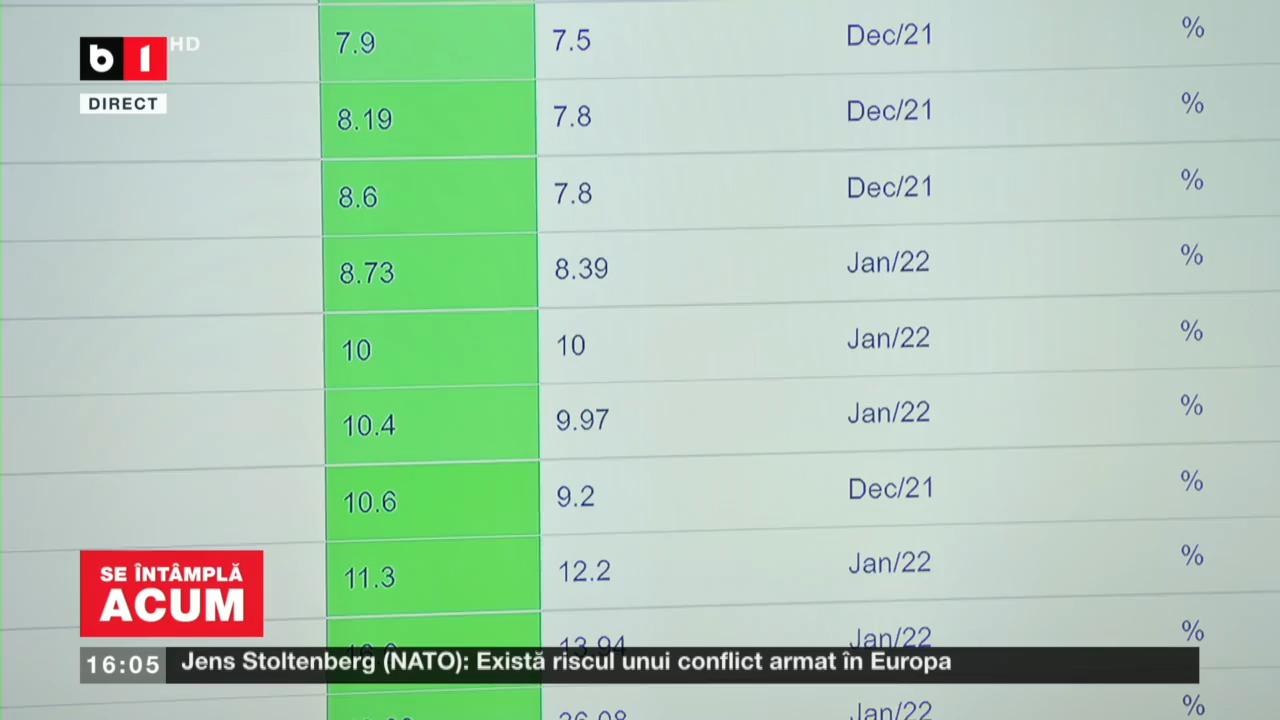 b1 HD
DIRECT
7.9 7.5 Dec/21 %
8.19 7.8 Dec/21 %
8.6 7.8 Dec/21 %
8.73 8.39 Jan/22 %
10 10 Jan/22 %
10.4 9.97 Jan/22 %
10.6 9.2 Dec/21 %
11.3 12.2 Jan/22 %
13.94 Jan/22 %
Jan/22 %
SE ÎNTÂMPLĂ
ACUM
16:05 Jens Stoltenberg (NATO): Există riscul unui conflict armat în Europa